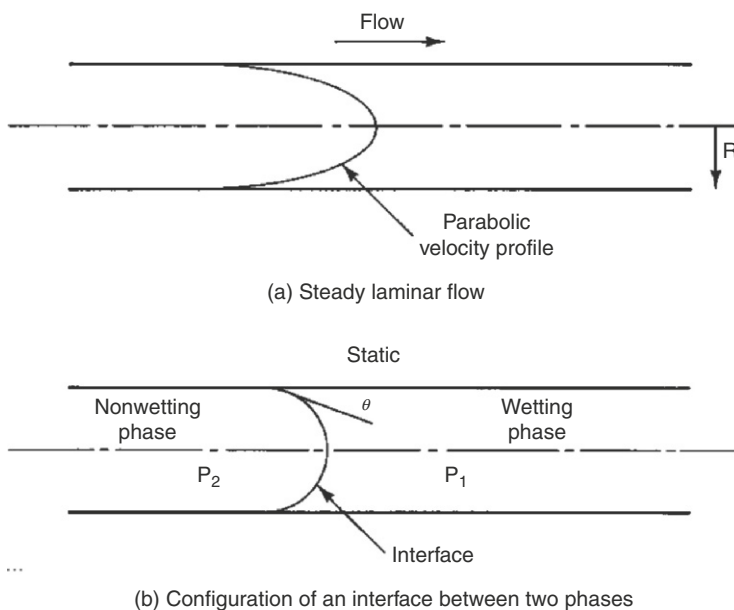 Flow
R
Parabolic
velocity profile
(a) Steady laminar flow
Static
θ
Nonwetting
phase
Wetting
phase
P₂
P₁
Interface
...
(b) Configuration of an interface between two phases